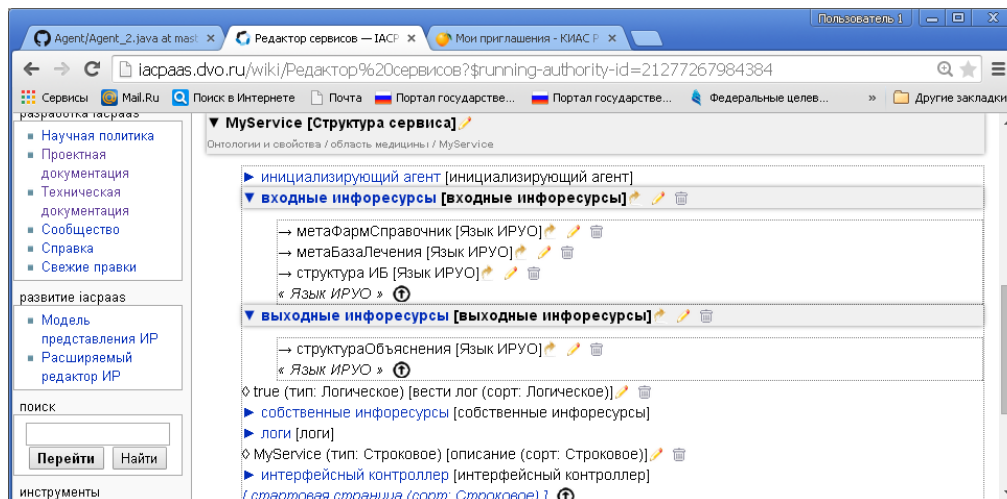 Пользователь 1
Agent/Agent_2.java at mast
Редактор сервисов — IACP
Мои приглашения - КИАС Р
iacpaas.dvo.ru/wiki/Редактор%20сервисов?$running-authority-id=21277267984384
Сервисы Mail.Ru Поиск в Интернете Почта Портал государстве... Портал государстве... Федеральные целев... » Другие закладки
разработка iacpaas
Научная политика
Проектная
документация
Техническая
документация
Сообщество
Справка
Свежие правки
развитие iacpaas
Модель
представления ИР
Расширяемый
редактор ИР
поиск
Перейти Найти
инструменты
▼ MyService [Структура сервиса]
Онтологии и свойства / область медицины / MyService
► инициализирующий агент [инициализирующий агент]
▼ входные инфоресурсы [входные инфоресурсы]
→ метаФармСправочник [Язык ИРУО]
→ метаБазаЛечения [Язык ИРУО]
→ структура ИБ [Язык ИРУО]
« Язык ИРУО »
▼ выходные инфоресурсы [выходные инфоресурсы]
→ структураОбъяснения [Язык ИРУО]
« Язык ИРУО »
◊ true (тип: Логическое) [вести лог (сорт: Логическое)]
► собственные инфоресурсы [собственные инфоресурсы]
► логи [логи]
◊ MyService (тип: Строковое) [описание (сорт: Строковое)]
► интерфейсный контроллер [интерфейсный контроллер]
[ стартовая страница (сорт: Строковое) ]